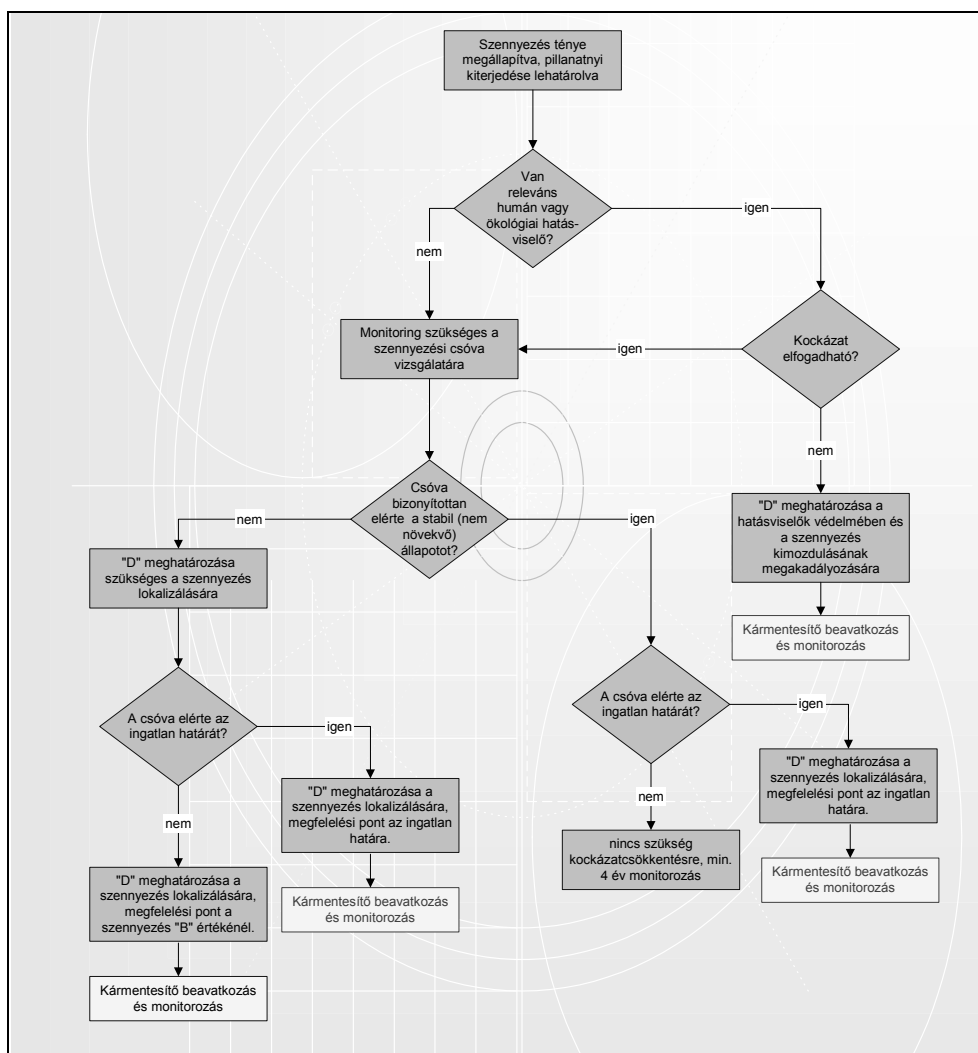 Szennyezés ténye
megállapítva, pillanatnyi
kiterjedése lehatárolva
Van
releváns
humán vagy
ökológiai hatás-
viselő?
igen
nem
Monitoring szükséges a
szennyezési csóva
vizsgálatára
igen
Kockázat
elfogadható?
nem
Csóva
bizonyítottan
elérte a stabil (nem
növekvő)
állapotot?
nem
igen
"D" meghatározása a
hatásviselők védelmében és
a szennyezés
kimozdulásának
megakadályozására
"D" meghatározása
szükséges a szennyezés
lokalizálására
Kármentesítő beavatkozás
és monitorozás
A csóva elérte az
ingatlan határát?
igen
A csóva elérte az
ingatlan határát?
igen
"D" meghatározása a
szennyezés lokalizálására,
megfelelési pont az ingatlan
határa.
"D" meghatározása a
szennyezés lokalizálására,
megfelelési pont az ingatlan
határa.
nem
nem
nincs szükség
kockázatcsökkentésre, min.
4 év monitorozás
Kármentesítő beavatkozás
és monitorozás
"D" meghatározása a
szennyezés lokalizálására,
megfelelési pont a
szennyezés "B" értékénél.
Kármentesítő beavatkozás
és monitorozás
Kármentesítő beavatkozás
és monitorozás